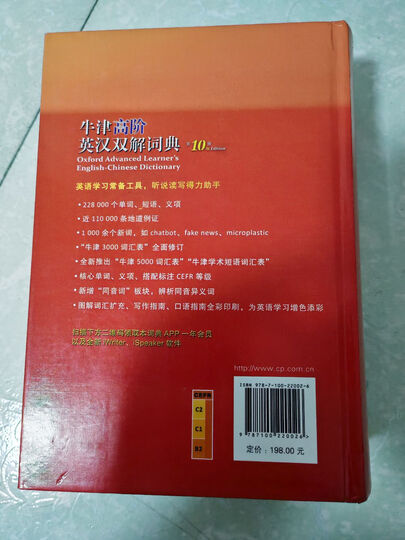 牛津 高阶
英汉双解词典 第10版
Oxford Advanced Learner's
English-Chinese Dictionary
英语学习常备工具，听说读写得力助手
• 228 000 个单词、短语、义项
• 近 110 000 条地道例证
• 1 000 余个新词，如 chatbot、fake news、microplastic
• “牛津 3000 词汇表” 全面修订
• 全新推出 “牛津 5000 词汇表” “牛津学术短语词汇表”
• 核心单词、义项、搭配标注 CEFR 等级
• 新增 “同音词” 板块，辨析同音异义词
• 图解词汇扩充、写作指南、口语指南全彩印刷，为英语学习增色添彩
扫描下方二维码领取本词典 APP 一年会员
以及全新 iWriter、iSpeaker 软件
http://www.cp.com.cn
CEFR
C2
C1
B2
ISBN 978-7-100-22002-6
9 787100 220026 >
定价：198.00 元